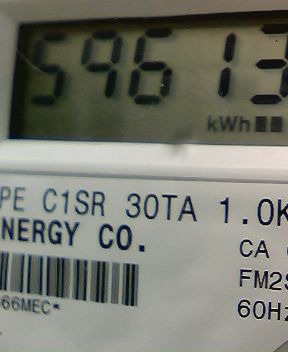 59613
kWh
PE C1SR 30TA 1.0K
NERGY CO.
CA
66MEC*
FM2S
60Hz